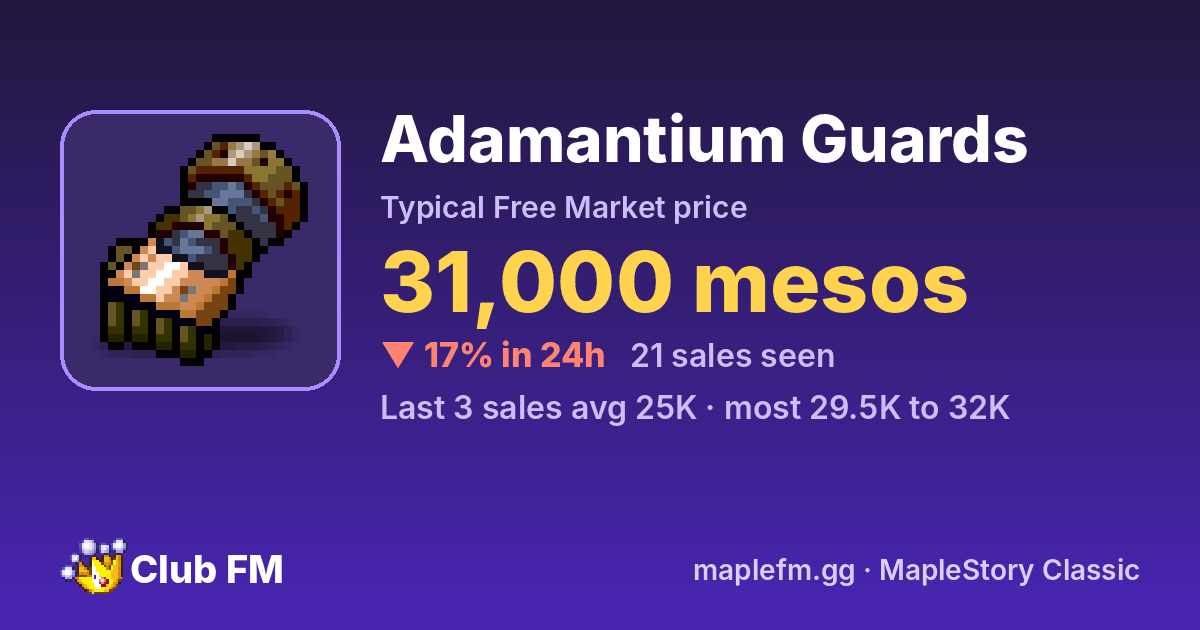 Adamantium Guards
Typical Free Market price
31,000 mesos
▼ 17% in 24h 21 sales seen
Last 3 sales avg 25K · most 29.5K to 32K
Club FM
maplefm.gg · MapleStory Classic